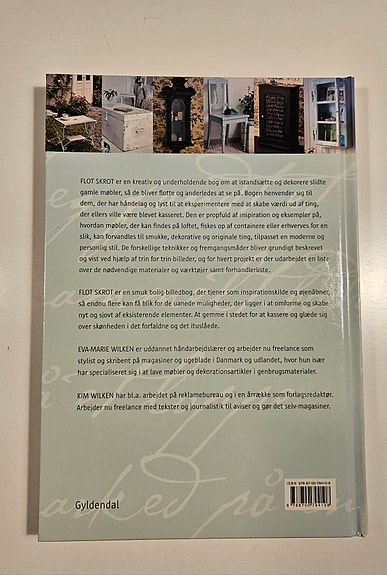 FLOT SKROT er en kreativ og underholdende bog om at istandsætte og dekorere slidte
gamle møbler, så de bliver flotte og anderledes at se på. Bogen henvender sig til
dem, der har håndelag og lyst til at eksperimentere med at skabe værdi ud af ting,
der ellers ville være blevet kasseret. Den er propfuld af inspiration og eksempler på,
hvordan møbler, der kan findes på loftet, fiskes op af containere eller erhverves for en
slik, kan forvandles til smukke, dekorative og originale ting, tilpasset en moderne og
personlig stil. De forskellige teknikker og fremgangsmåder bliver grundigt beskrevet
og vist ved hjælp af trin for trin-billeder, og for hvert projekt er der udarbejdet en liste
over de nødvendige materialer og værktøjer samt forhandlerliste.
FLOT SKROT er en smuk bolig-billedbog, der tjener som inspirationskilde og øjenåbner,
så endnu flere kan få blik for de uanede muligheder, der ligger i at omforme og skabe
nyt og sjovt af eksisterende elementer. At gemme i stedet for at kassere og glæde sig
over skønheden i det forfaldne og det ituslåede.
EVA-MARIE WILKEN er uddannet håndarbejdslærer og arbejder nu freelance som
stylist og skribent på magasiner og ugeblade i Danmark og udlandet, hvor hun især
har specialiseret sig i at lave møbler og dekorationsartikler i genbrugsmaterialer.
KIM WILKEN har bl.a. arbejdet på reklamebureau og i en årrække som forlagsredaktør.
Arbejder nu freelance med tekster og journalistik til aviser og gør det selv-magasiner.
Gyldendal
ISBN 978-87-00-79415-8
9 788700 794158